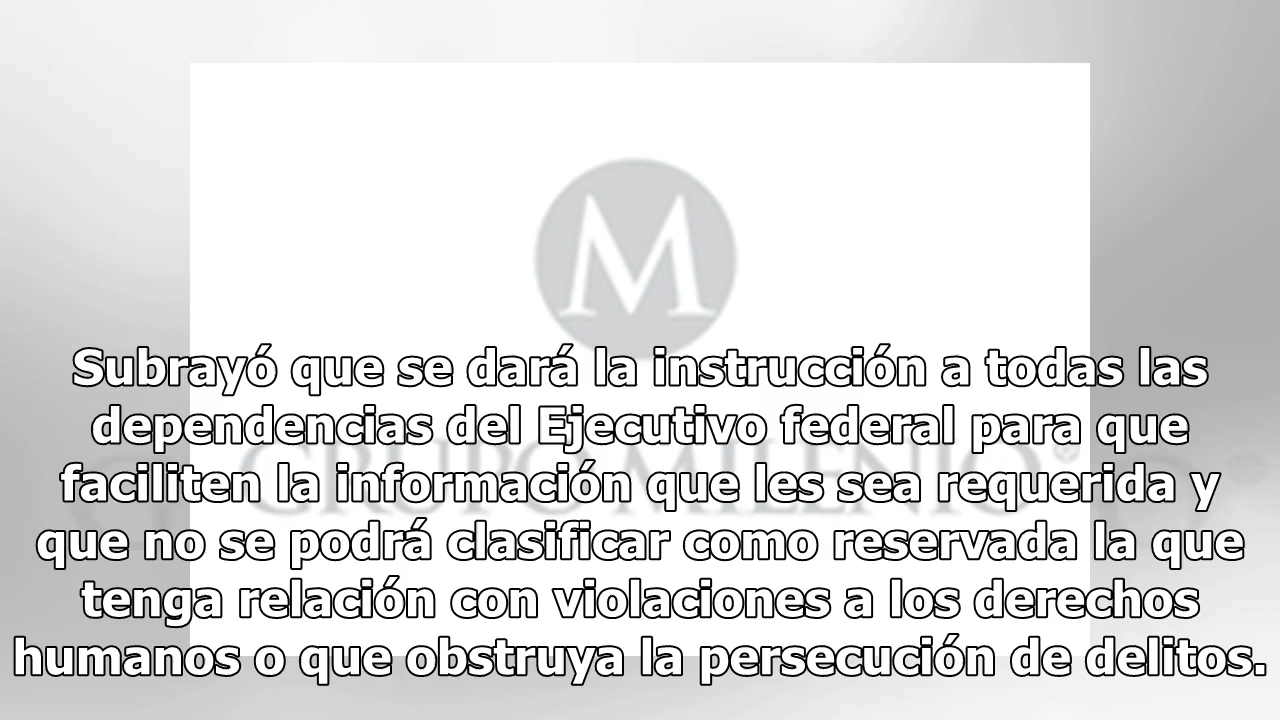 M
Subrayó que se dará la instrucción a todas las
dependencias del Ejecutivo federal para que
GRUPO MILENIO®
faciliten la información que les sea requerida y
que no se podrá clasificar como reservada la que
tenga relación con violaciones a los derechos
humanos o que obstruya la persecución de delitos.